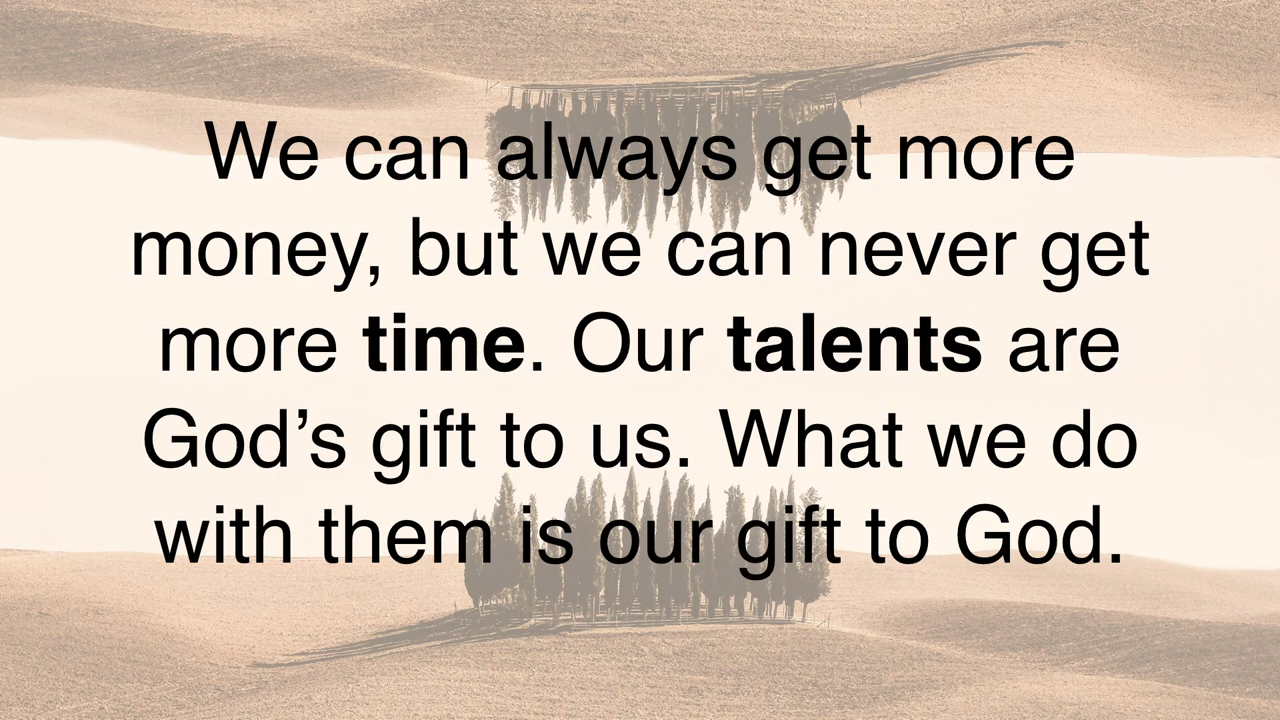 We can always get more
money, but we can never get
more time. Our talents are
God’s gift to us. What we do
with them is our gift to God.